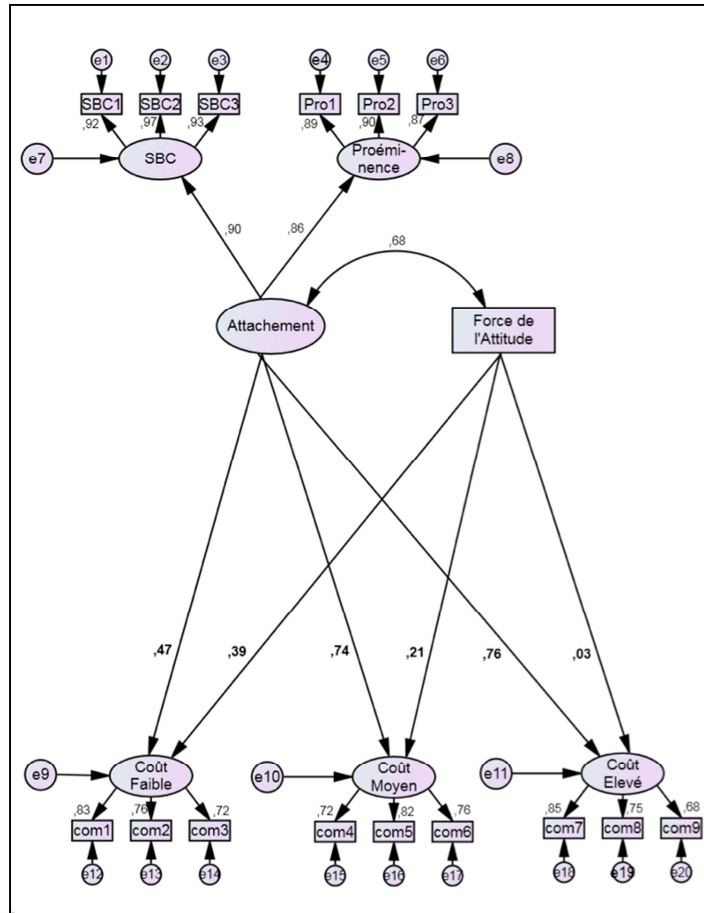 e1 e2 e3 e4 e5 e6
SBC1 SBC2 SBC3 Pro1 Pro2 Pro3
,92 ,97 ,93 ,89 ,90 ,87
e7 SBC Proémi-
nence e8
,90 ,86 ,68
Attachement
Force de
l'Attitude
,47 ,39 ,74 ,21 ,76 ,03
e9 Coût
Faible
e10 Coût
Moyen
e11 Coût
Elevé
,83 ,76 ,72 ,72 ,82 ,76 ,85 ,75 ,68
com1 com2 com3 com4 com5 com6 com7 com8 com9
e12 e13 e14 e15 e16 e17 e18 e19 e20